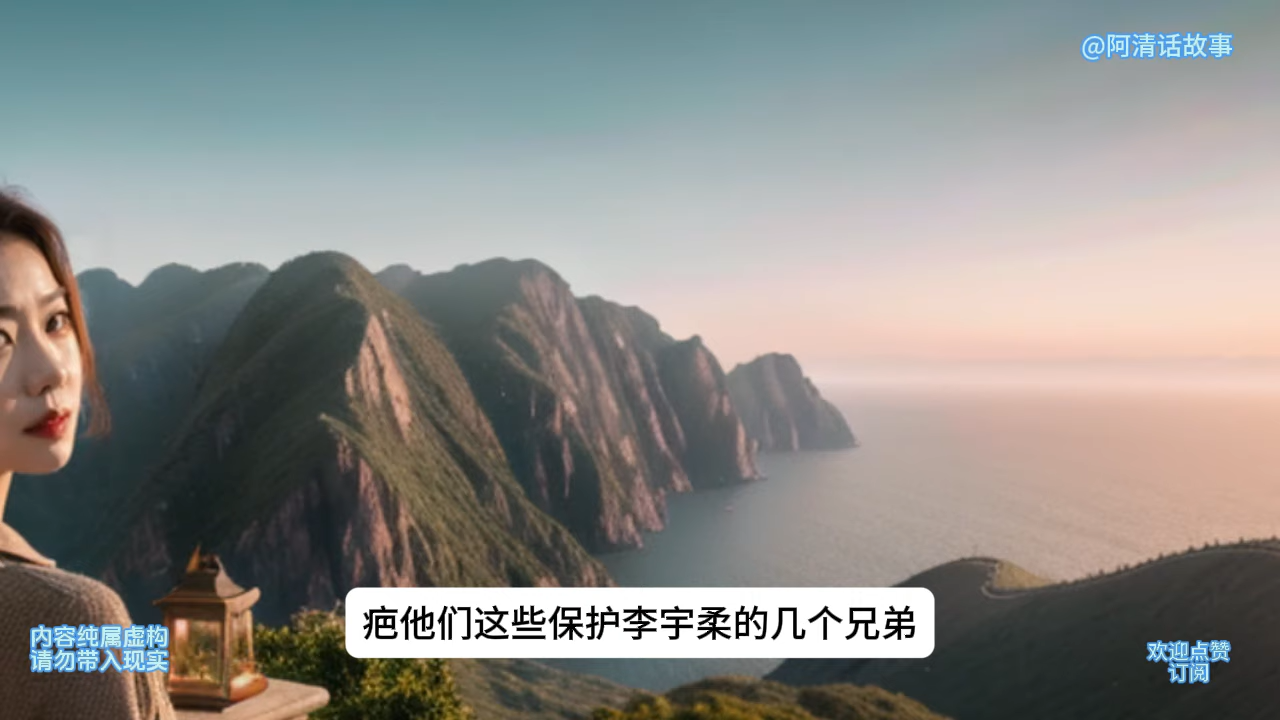 @阿清话故事
疤他们这些保护李宇柔的几个兄弟
内容纯属虚构
请勿带入现实
欢迎点赞
订阅